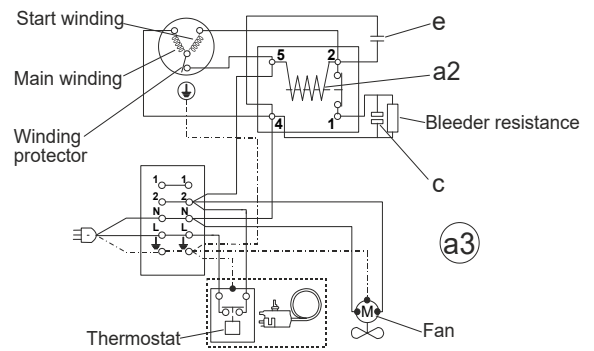 Start winding
e
5
2
Main winding
a2
Winding
protector
4
1
Bleeder resistance
c
1 1
2 2
N N
L L
a3
M
Thermostat
Fan